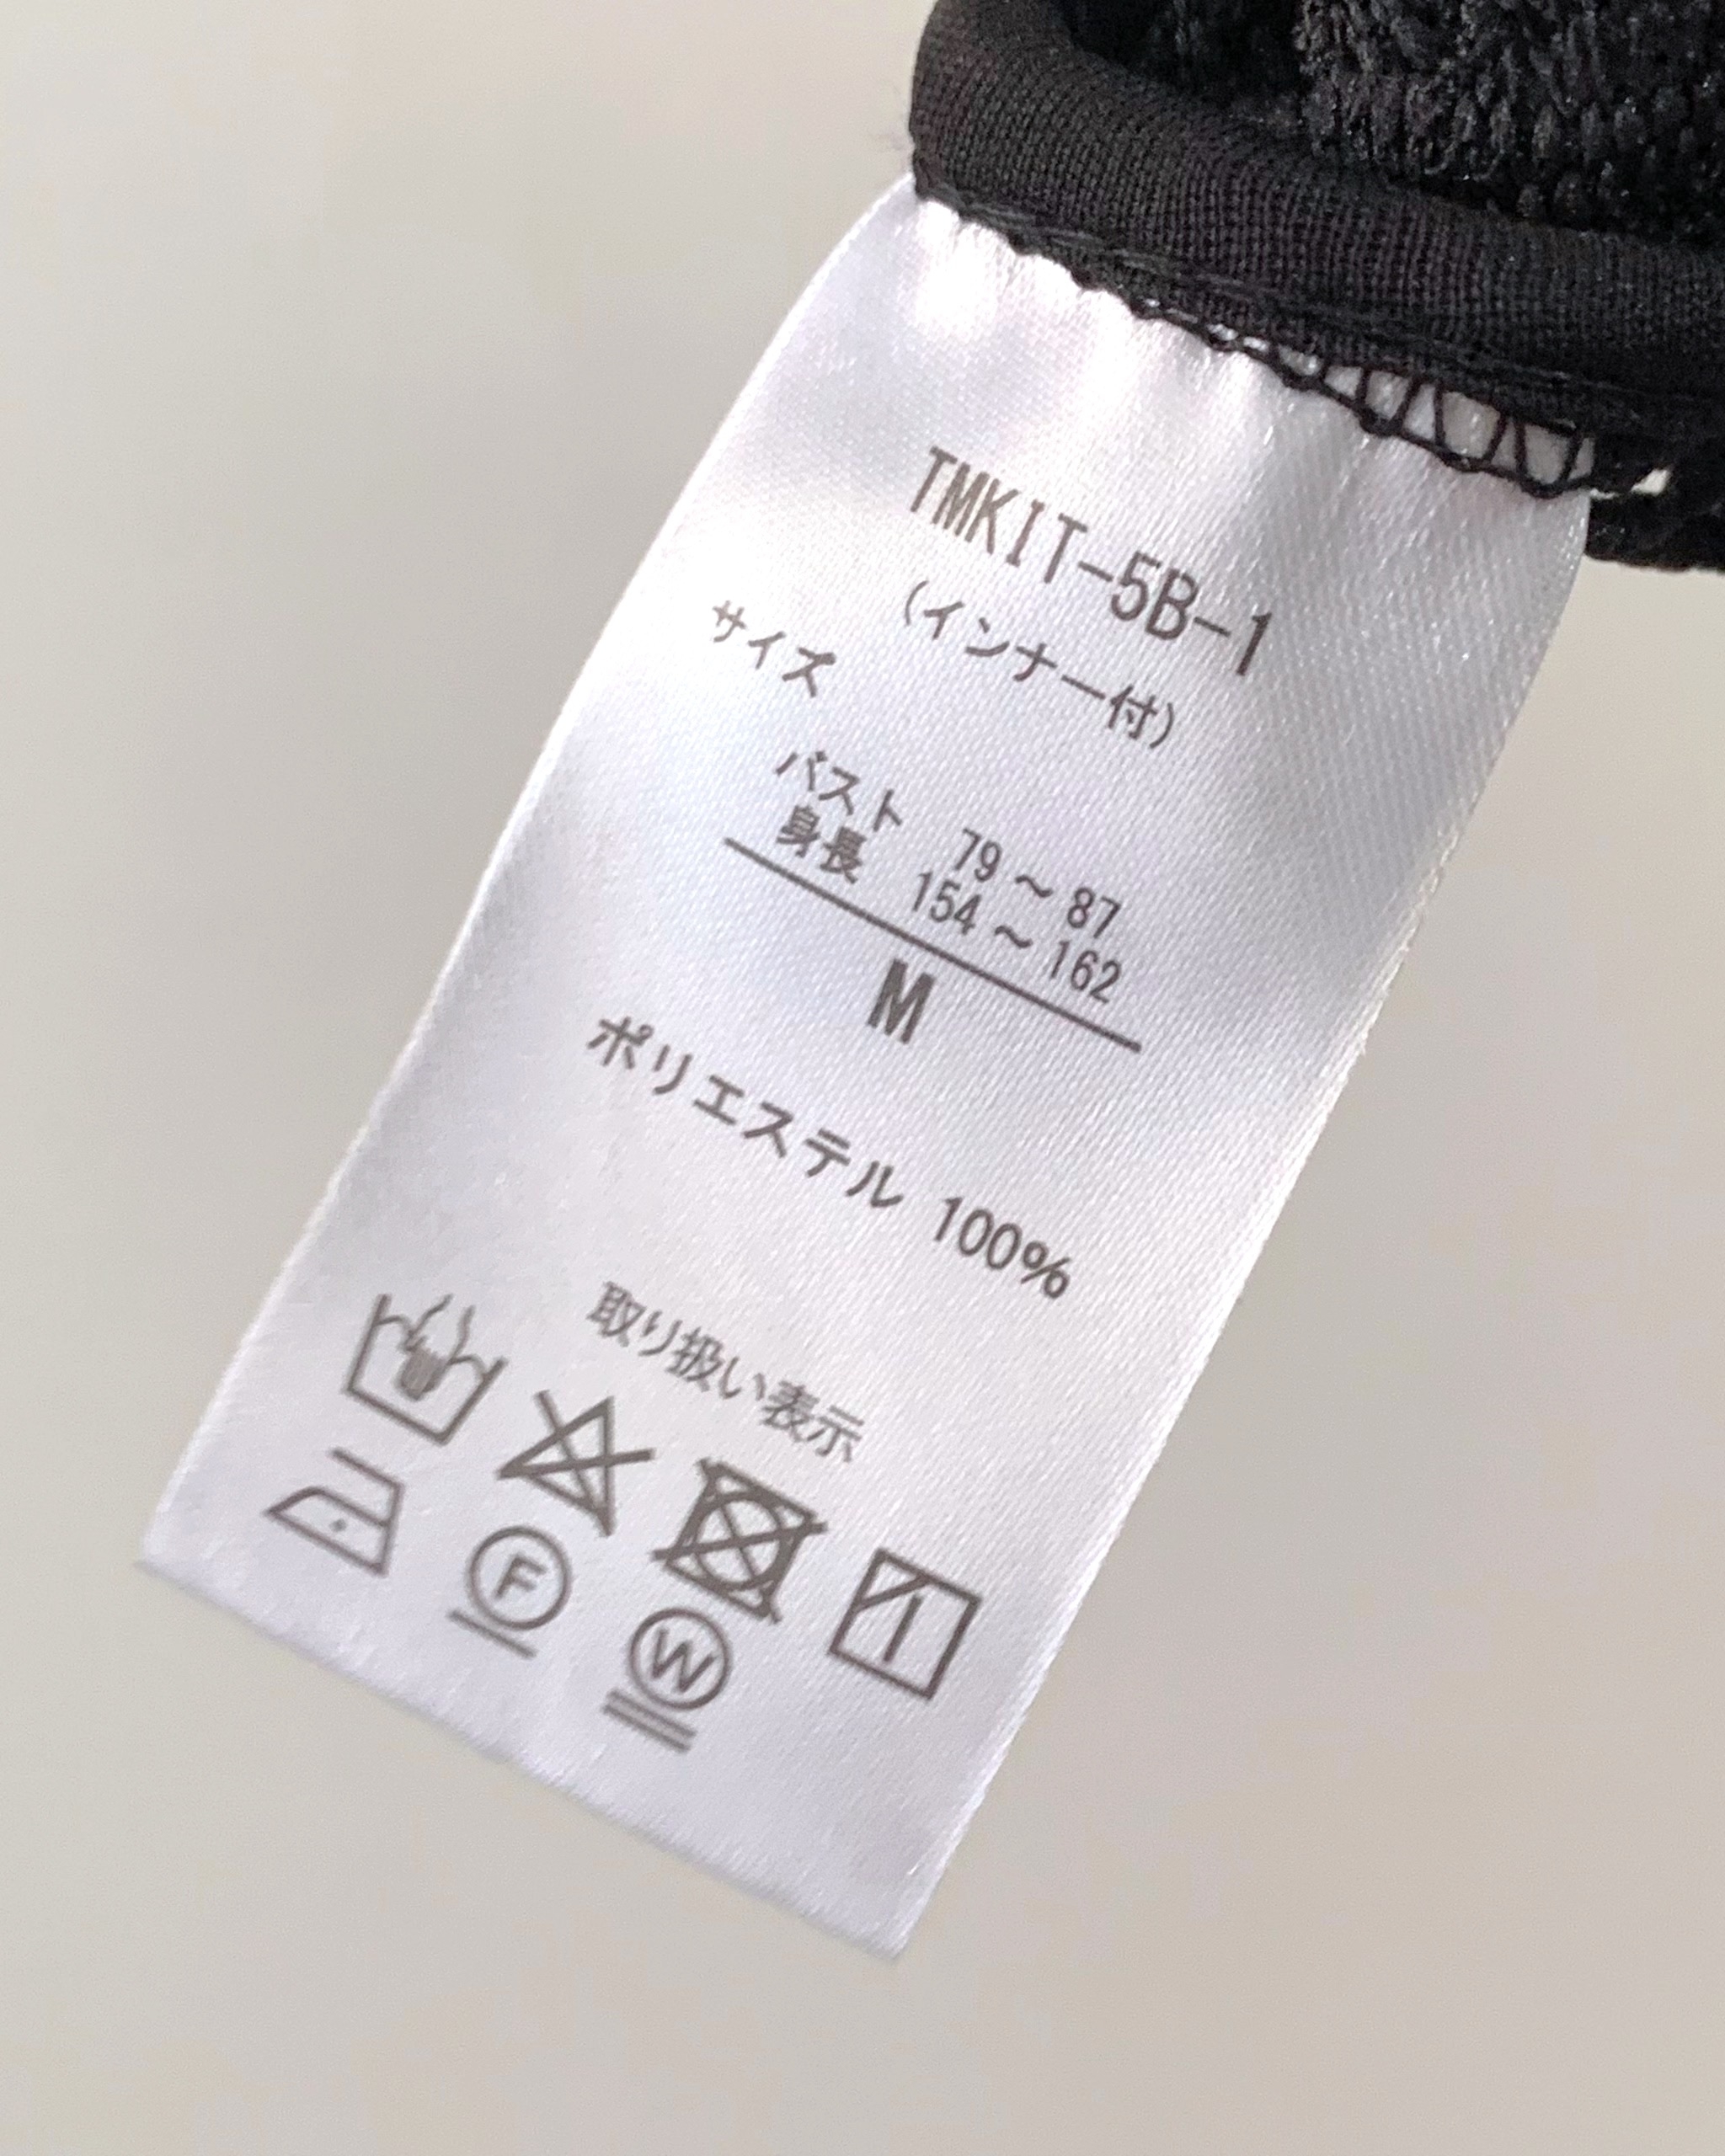 TMKIT-5B-1
(インナー付)
サイズ
バスト 79～87
身長 154～162
M
ポリエステル 100%
取り扱い表示
F
W